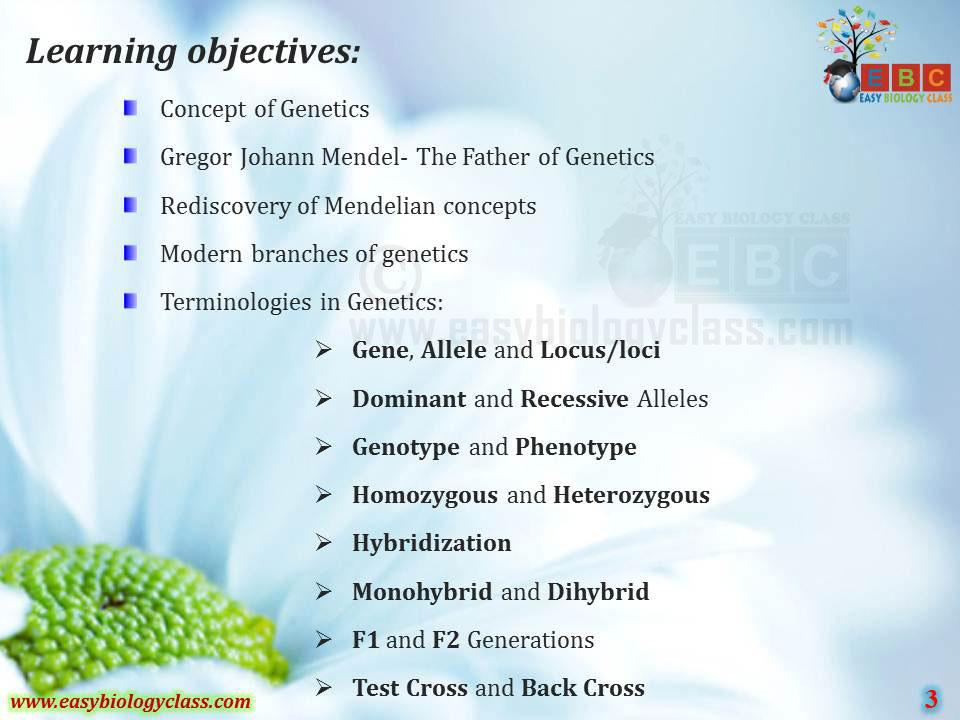 Learning objectives:
E B C
EASY BIOLOGY CLASS
Concept of Genetics
Gregor Johann Mendel- The Father of Genetics
Rediscovery of Mendelian concepts
EASY BIOLOGY CLASS
Modern branches of genetics
© E B C
Terminologies in Genetics:
www.easybiologyclass.com
Gene, Allele and Locus/loci
Dominant and Recessive Alleles
Genotype and Phenotype
Homozygous and Heterozygous
Hybridization
Monohybrid and Dihybrid
F1 and F2 Generations
Test Cross and Back Cross
www.easybiologyclass.com
3